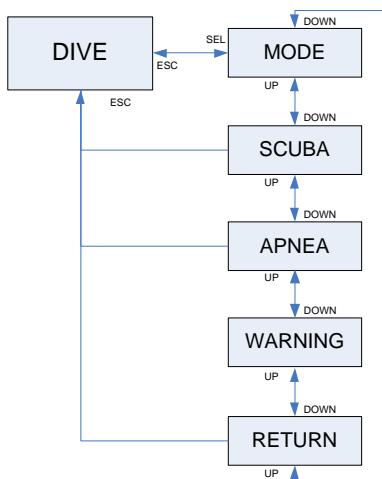 DOWN
DIVE
SEL
MODE
ESC
UP
ESC
DOWN
SCUBA
UP
DOWN
APNEA
UP
DOWN
WARNING
UP
DOWN
RETURN
UP